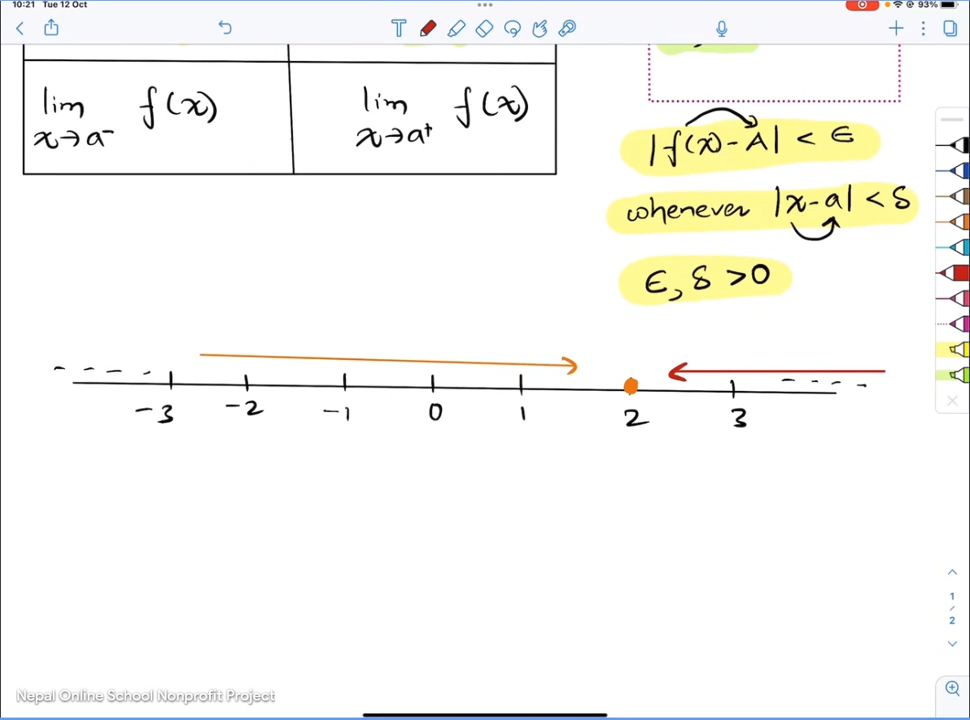 10:21 Tue 12 Oct
93%
lim x→a⁻ f(x)
lim x→a⁺ f(x)
|f(x)-A| < ϵ
whenever |x-a| < δ
ϵ, δ >0
-3 -2 -1 0 1 2 3
1
/
2
Nepal Online School Nonprofit Project